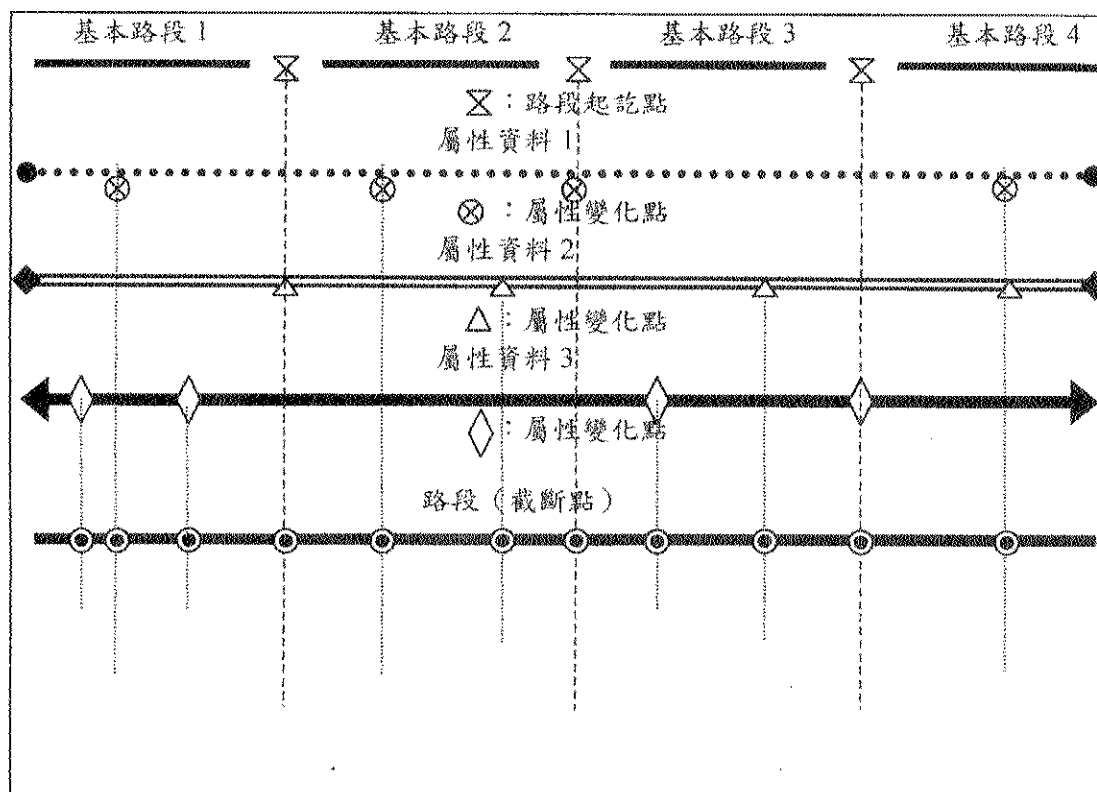 基本路段 1 基本路段 2 基本路段 3 基本路段 4
：路段起訖點
屬性資料 1
：屬性變化點
屬性資料 2
：屬性變化點
屬性資料 3
：屬性變化點
路段（截斷點）